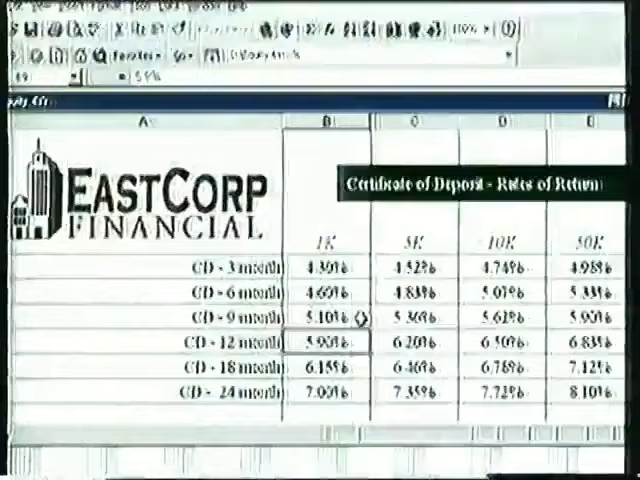 Favorites Go
A B C D E
EASTCORP
FINANCIAL
Certificate of Deposit - Rates of Return
1K 5K 10K 50K
CD - 3 month 4.30% 4.52% 4.74% 4.98%
CD - 6 month 4.60% 4.83% 5.07% 5.33%
CD - 9 month 5.10% 5.36% 5.62% 5.90%
CD - 12 month 5.90% 6.20% 6.50% 6.83%
CD - 18 month 6.15% 6.46% 6.78% 7.12%
CD - 24 month 7.00% 7.35% 7.72% 8.10%